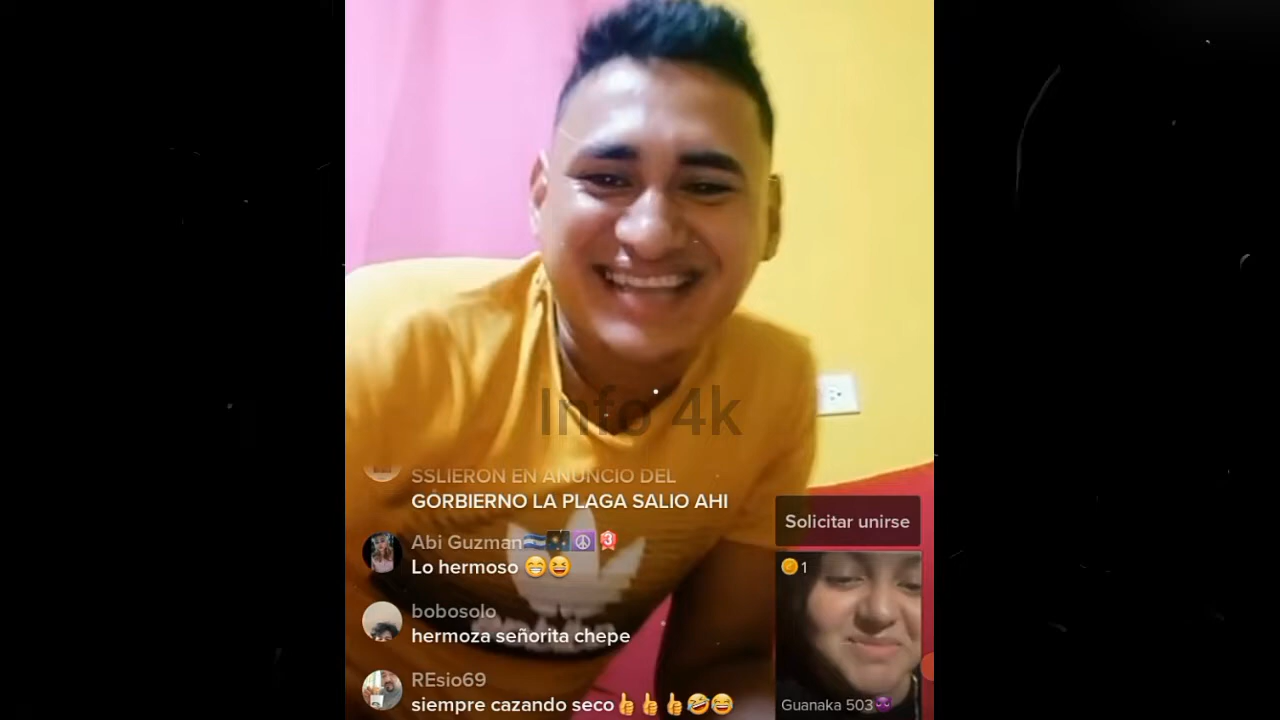 Info 4k
SSLIERON EN ANUNCIO DEL
GORBIERNO LA PLAGA SALIO AHI
Solicitar unirse
Abi Guzman🇸🇻🎇☮️ 3
Lo hermoso 😁😆
1
bobosolo
hermoza señorita chepe
REsio69
siempre cazando seco👍👍👍🤣😂
Guanaka 503😈